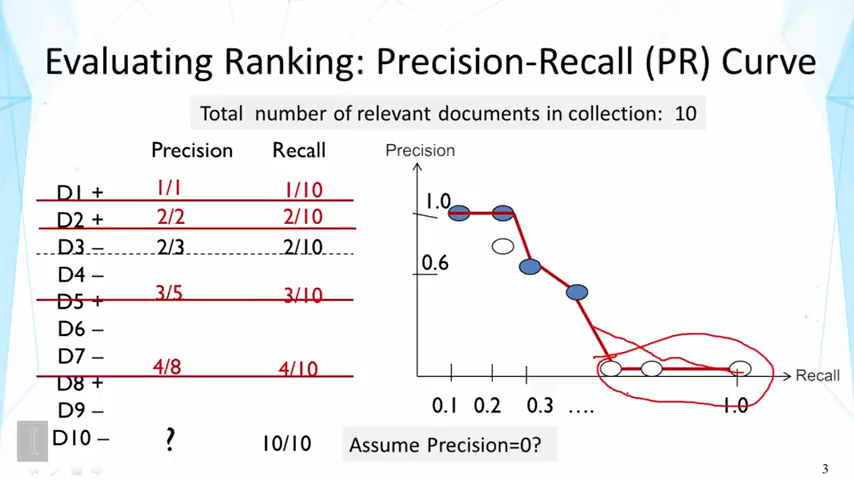 Evaluating Ranking: Precision-Recall (PR) Curve
Total number of relevant documents in collection: 10
Precision Recall
D1 + 1/1 1/10
D2 + 2/2 2/10
D3 – 2/3 2/10
D4 –
D5 + 3/5 3/10
D6 –
D7 –
D8 + 4/8 4/10
D9 –
D10 – ? 10/10
Precision
1.0
0.6
Recall
0.1 0.2 0.3 .... 1.0
Assume Precision=0?
3